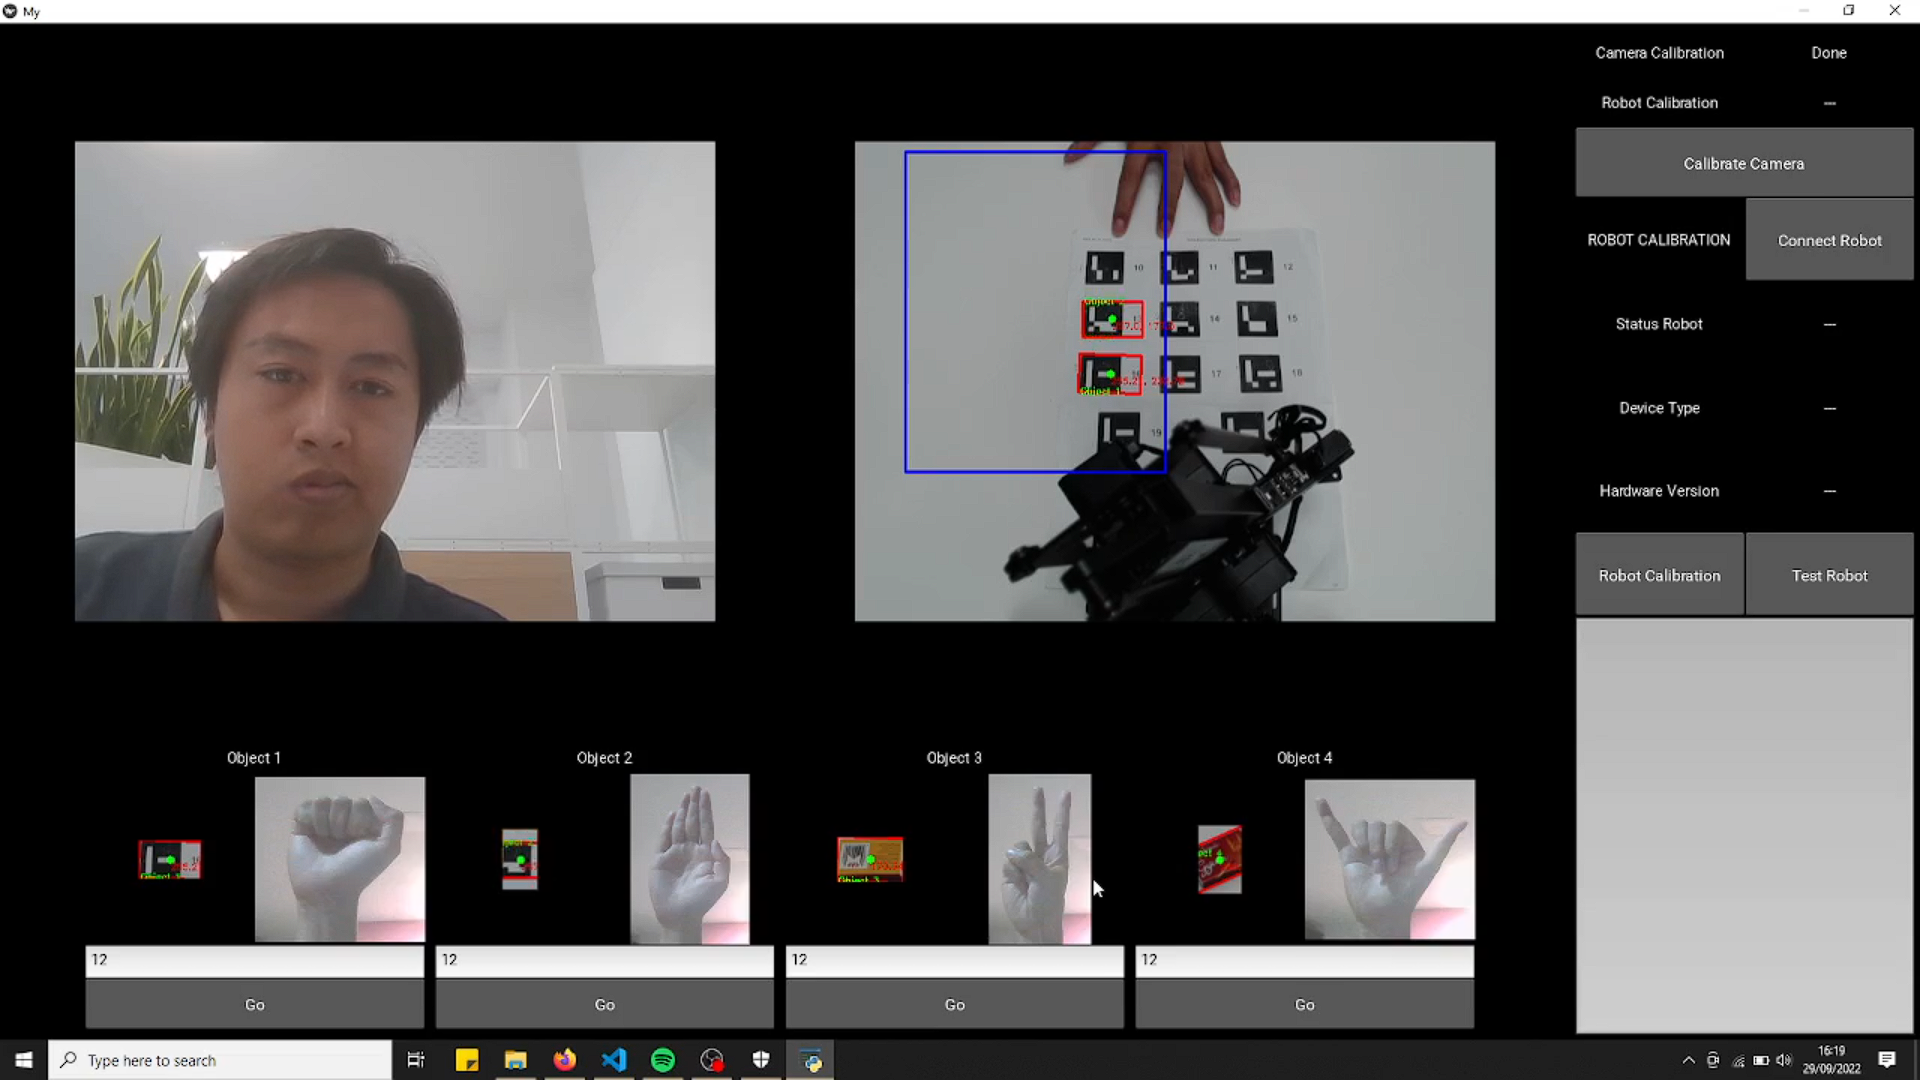 My
Camera Calibration
Done
Robot Calibration
---
Calibrate Camera
ROBOT CALIBRATION
Connect Robot
Status Robot
---
Device Type
---
Hardware Version
---
Robot Calibration
Test Robot
10
11
12
14
15
17
18
19
Object 1
Object 2
Object 3
Object 4
12
12
12
12
Go
Go
Go
Go
Type here to search
16:19
29/09/2022